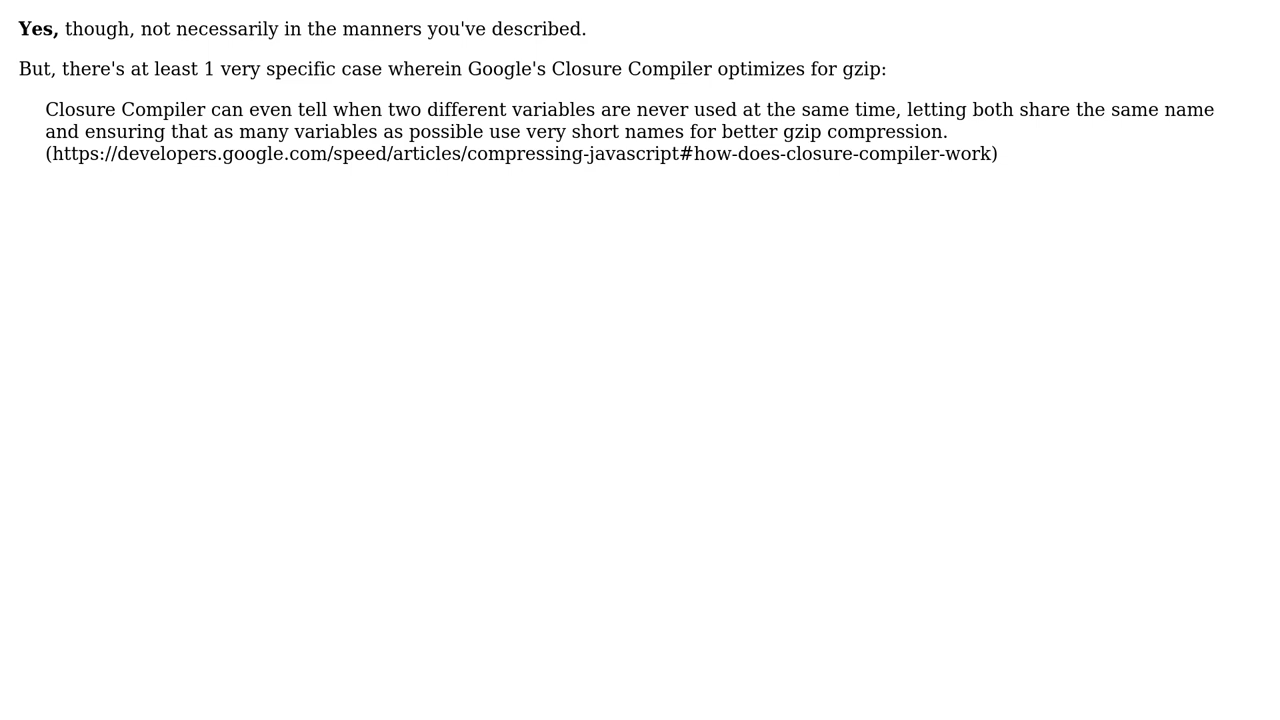 Yes, though, not necessarily in the manners you've described.
But, there's at least 1 very specific case wherein Google's Closure Compiler optimizes for gzip:
Closure Compiler can even tell when two different variables are never used at the same time, letting both share the same name
and ensuring that as many variables as possible use very short names for better gzip compression.
(https://developers.google.com/speed/articles/compressing-javascript#how-does-closure-compiler-work)